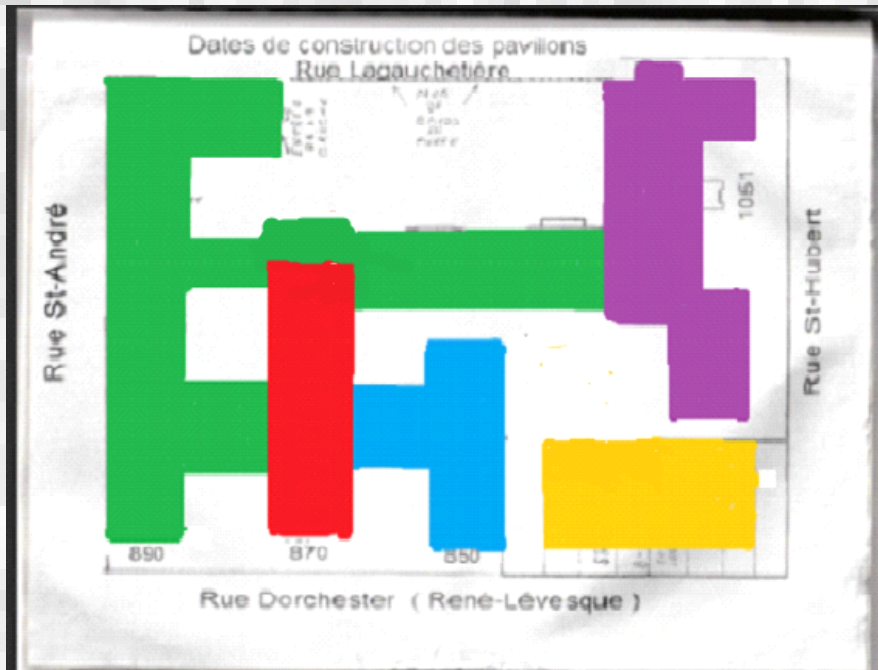 Dates de construction des pavillons
Rue Lagauchetière
Rue St-André
1051
Rue St-Hubert
890
870
850
Rue Dorchester ( René-Lévesque )